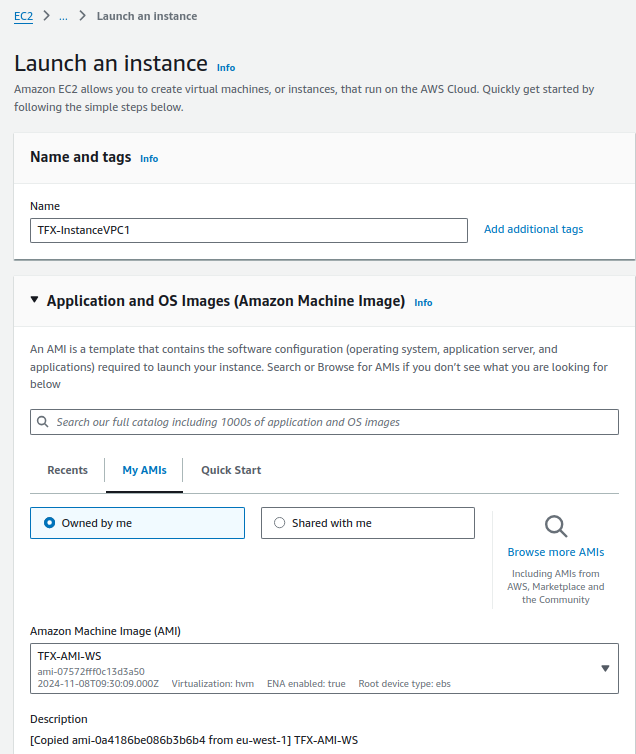 EC2 > ... > Launch an instance
Launch an instance Info
Amazon EC2 allows you to create virtual machines, or instances, that run on the AWS Cloud. Quickly get started by
following the simple steps below.
Name and tags Info
Name
TFX-InstanceVPC1
Add additional tags
Application and OS Images (Amazon Machine Image) Info
An AMI is a template that contains the software configuration (operating system, application server, and
applications) required to launch your instance. Search or Browse for AMIs if you don't see what you are looking for
below
Search our full catalog including 1000s of application and OS images
Recents My AMIs Quick Start
Owned by me
Shared with me
Browse more AMIs
Including AMIs from
AWS, Marketplace and
the Community
Amazon Machine Image (AMI)
TFX-AMI-WS
ami-07572fff0c13d3a50
2024-11-08T09:30:09.000Z Virtualization: hvm ENA enabled: true Root device type: ebs
Description
[Copied ami-0a4186be086b3b6b4 from eu-west-1] TFX-AMI-WS